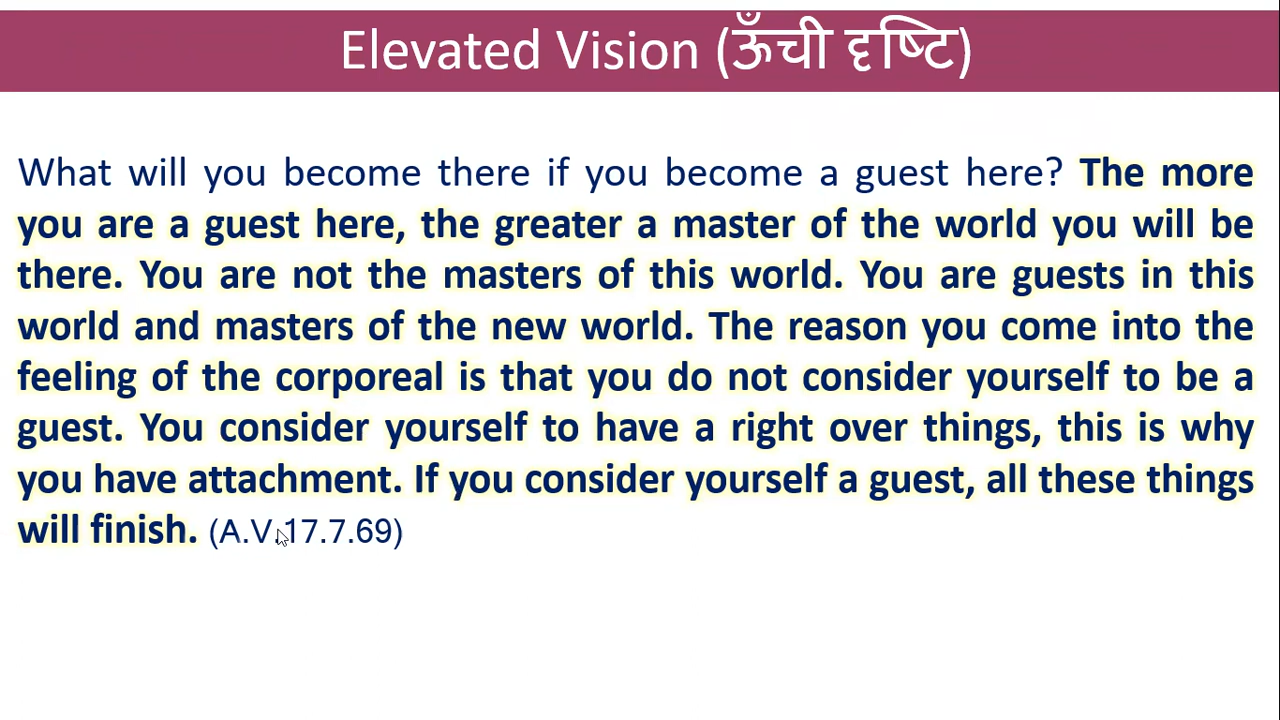 Elevated Vision (ऊँची दृष्टि)
What will you become there if you become a guest here? The more
you are a guest here, the greater a master of the world you will be
there. You are not the masters of this world. You are guests in this
world and masters of the new world. The reason you come into the
feeling of the corporeal is that you do not consider yourself to be a
guest. You consider yourself to have a right over things, this is why
you have attachment. If you consider yourself a guest, all these things
will finish. (A.V.17.7.69)